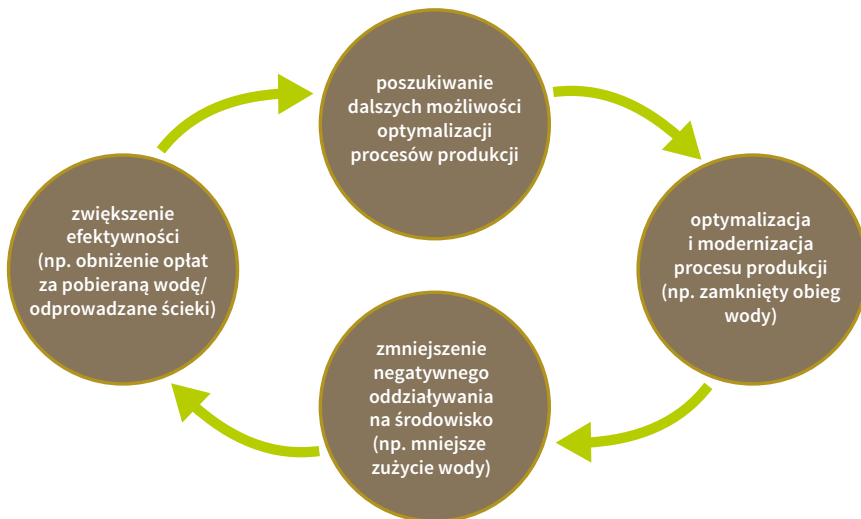 poszukiwanie
dalszych możliwości
optymalizacji
procesów produkcji
optymalizacja
i modernizacja
procesu produkcji
(np. zamknięty obieg
wody)
zmniejszenie
negatywnego
oddziaływania
na środowisko
(np. mniejsze
zużycie wody)
zwiększenie
efektywności
(np. obniżenie opłat
za pobieraną wodę/
odprowadzane ścieki)